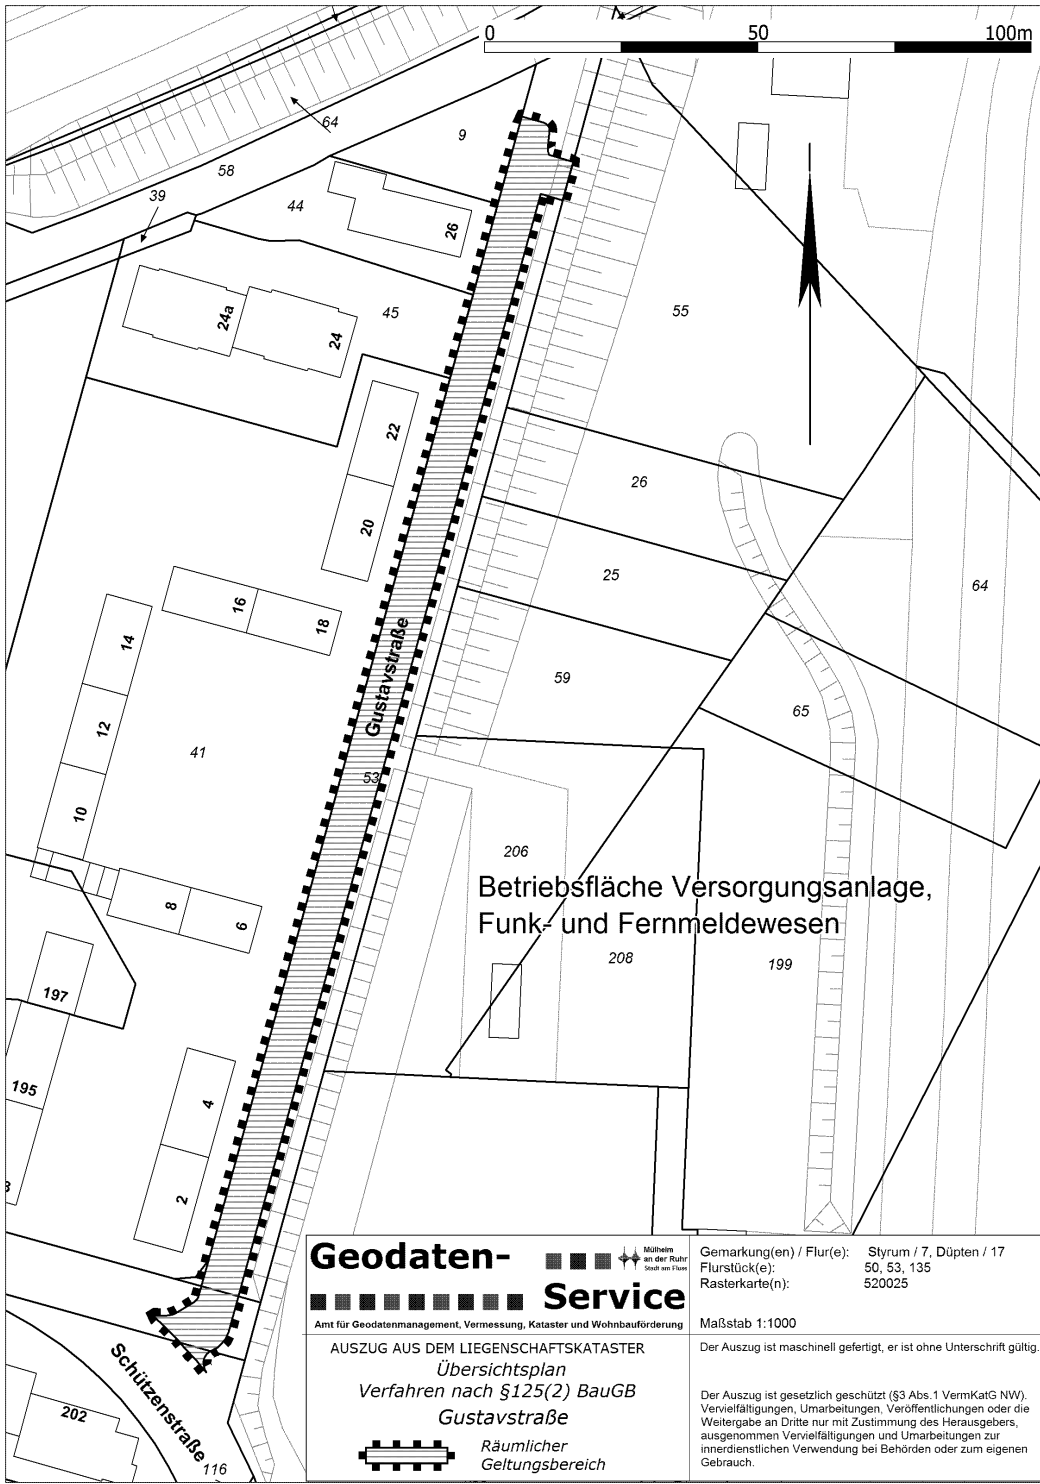 0 50 100m
64
9
58
39
44
26
24a
24
45
55
22
26
20
25
64
16
18
14
Gustavstraße
59
65
12
41
53
10
206
Betriebsfläche Versorgungsanlage,
Funk- und Fernmeldewesen
8
6
208
199
197
195
4
2
3
Schützenstraße
202
116
Geodaten-
Mülheim
an der Ruhr
Stadt am Fluss
Service
Amt für Geodatenmanagement, Vermessung, Kataster und Wohnbauförderung
AUSZUG AUS DEM LIEGENSCHAFTSKATASTER
Übersichtsplan
Verfahren nach §125(2) BauGB
Gustavstraße
Räumlicher
Geltungsbereich
Gemarkung(en) / Flur(e): Styrum / 7, Düpten / 17
Flurstück(e): 50, 53, 135
Rasterkarte(n): 520025
Maßstab 1:1000
Der Auszug ist maschinell gefertigt, er ist ohne Unterschrift gültig.
Der Auszug ist gesetzlich geschützt (§3 Abs.1 VermKatG NW).
Vervielfältigungen, Umarbeitungen, Veröffentlichungen oder die
Weitergabe an Dritte nur mit Zustimmung des Herausgebers,
ausgenommen Vervielfältigungen und Umarbeitungen zur
innerdienstlichen Verwendung bei Behörden oder zum eigenen
Gebrauch.